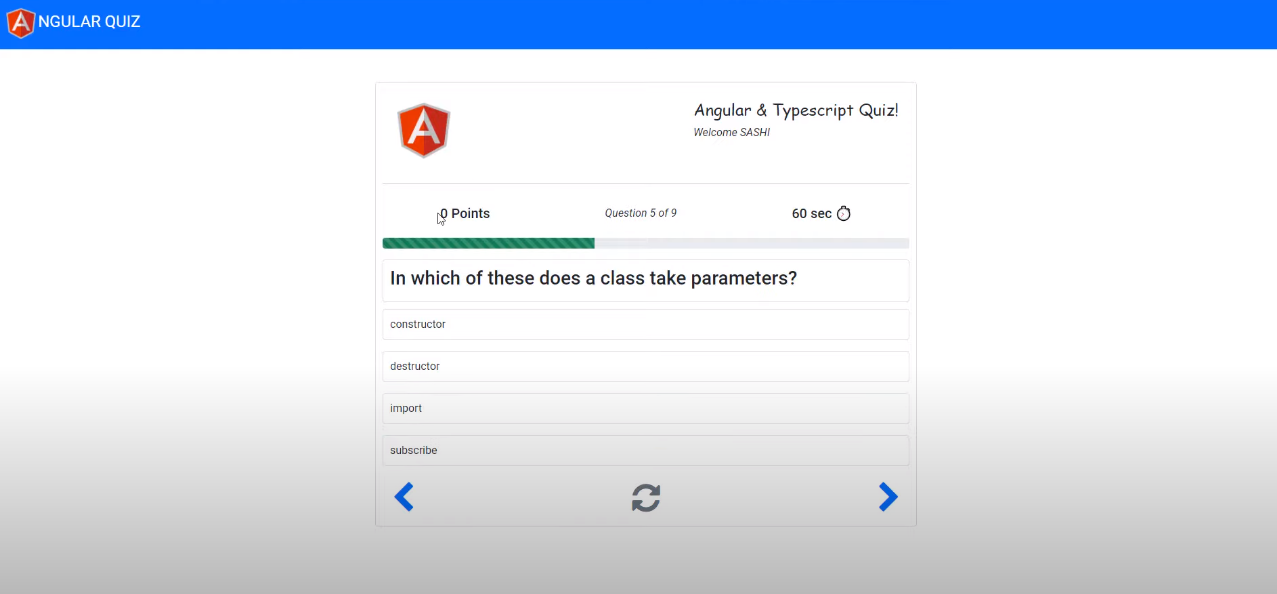 NGULAR QUIZ
Angular & Typescript Quiz!
Welcome SASHI
0 Points
Question 5 of 9
60 sec
In which of these does a class take parameters?
constructor
destructor
import
subscribe